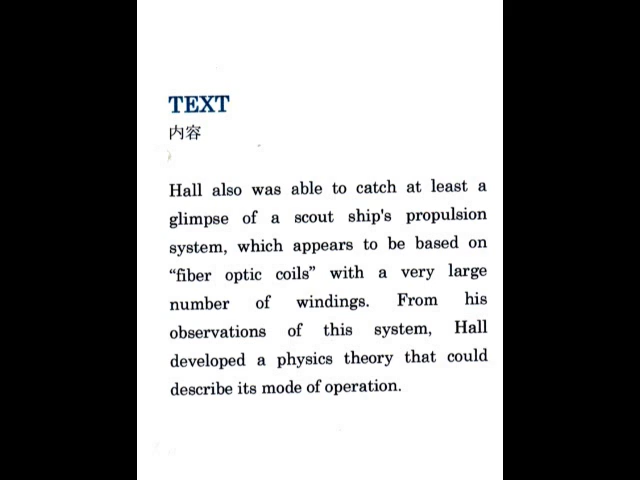 TEXT
内容
Hall also was able to catch at least a
glimpse of a scout ship's propulsion
system, which appears to be based on
“fiber optic coils” with a very large
number of windings. From his
observations of this system, Hall
developed a physics theory that could
describe its mode of operation.